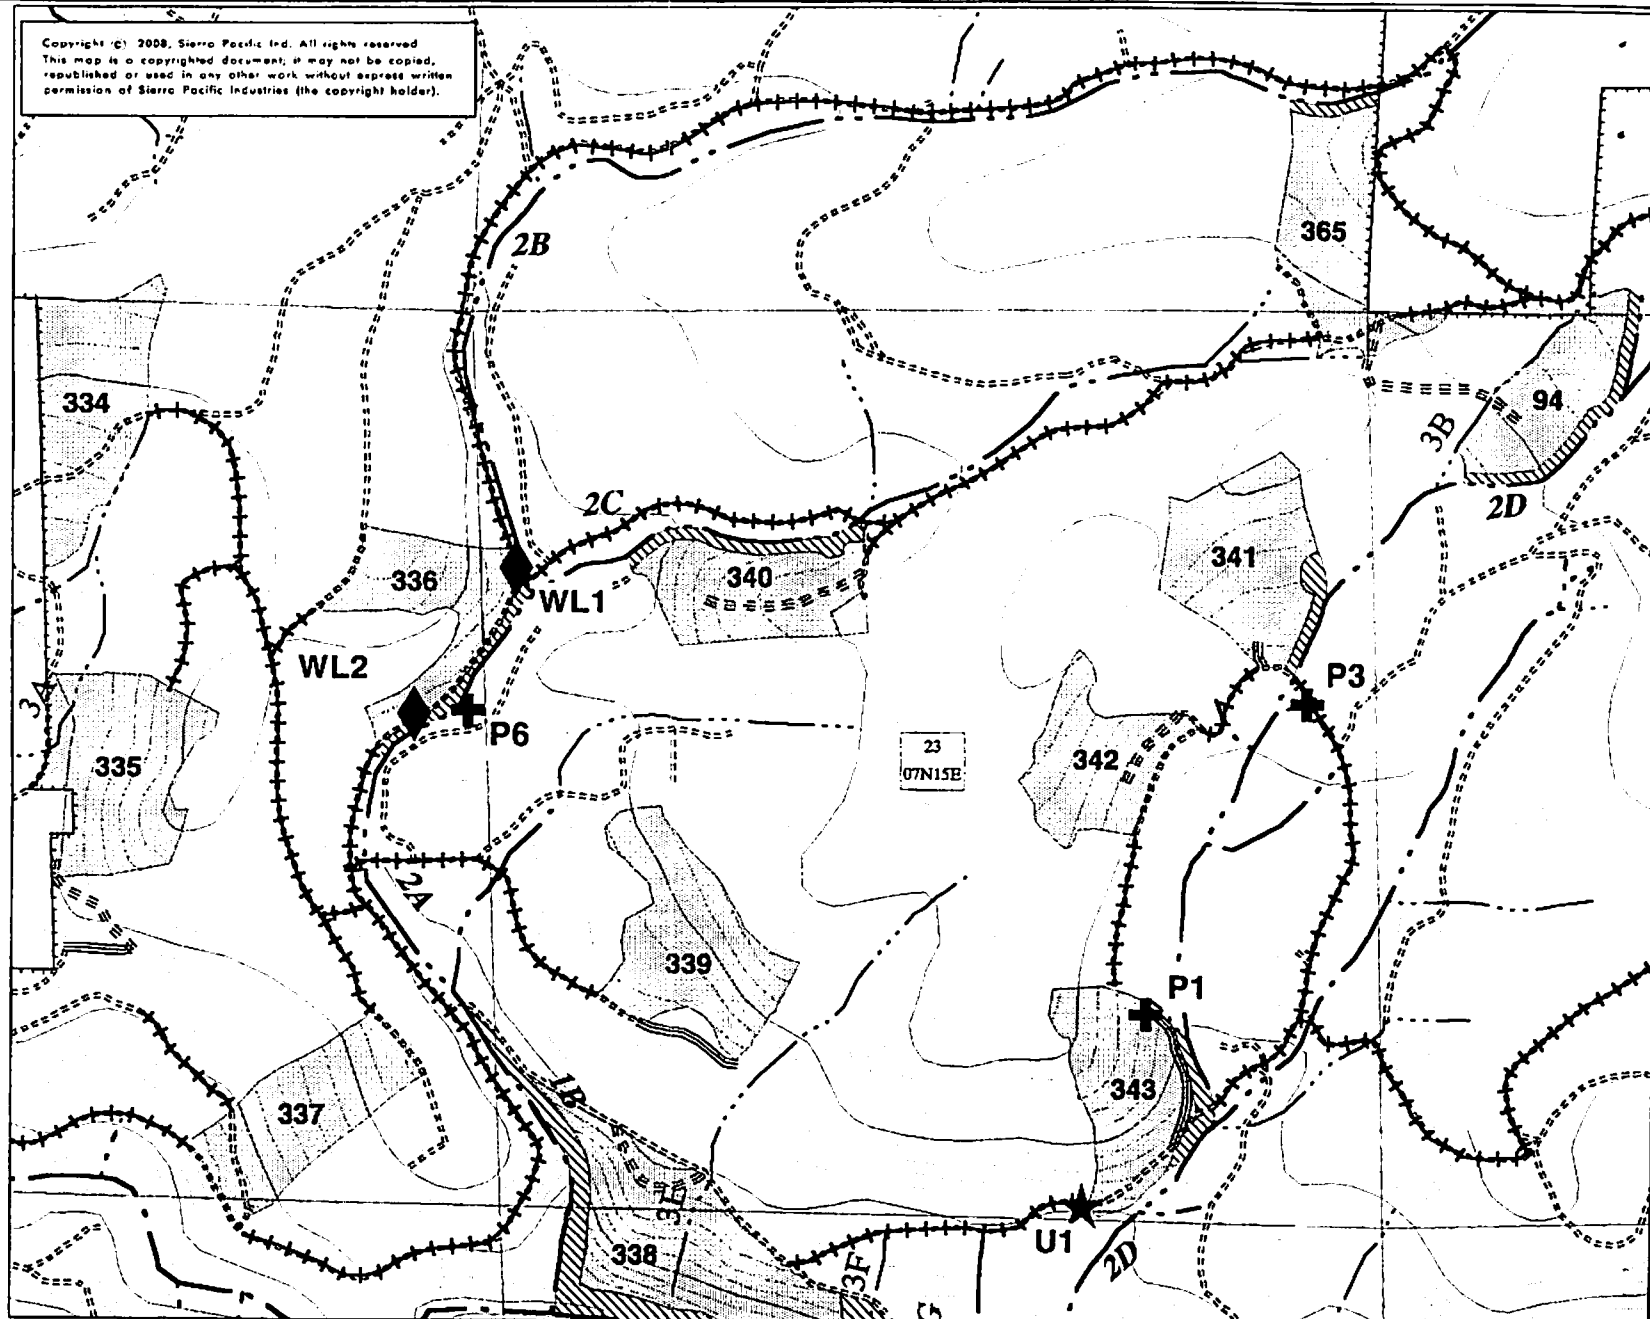 Copyright (c) 2008, Sierra Pacific Ind. All rights reserved
This map is a copyrighted document; it may not be copied,
republished or used in any other work without express written
permission of Sierra Pacific Industries (the copyright holder).
2B
365
334
94
3B
2C
2D
336
340
341
WL1
WL2
3A
P3
P6
335
342
23
07N15E
2A
339
P1
1B
343
337
3E
338
U1
3F
2D